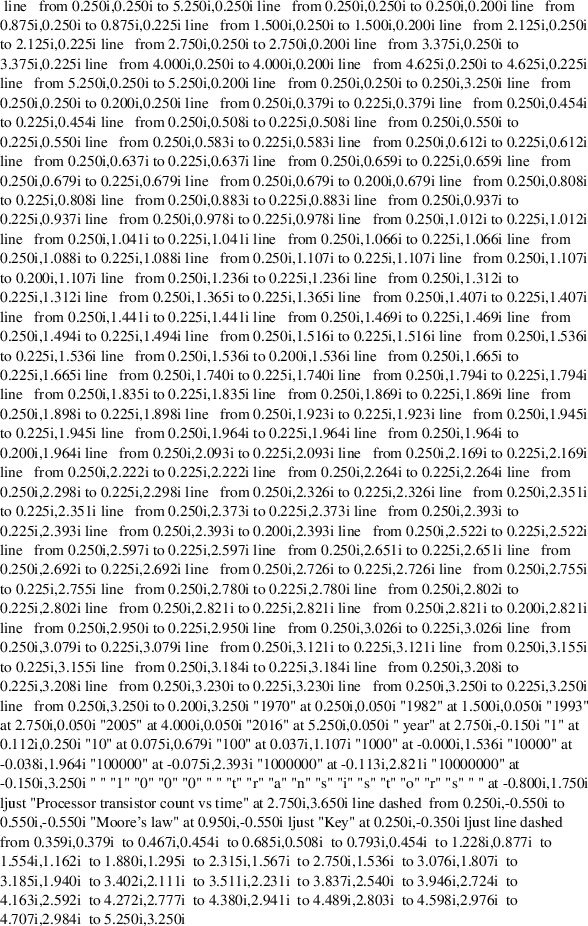 line from 0.250i,0.250i to 5.250i,0.250i line from 0.250i,0.250i to 0.250i,0.200i line from
0.875i,0.250i to 0.875i,0.225i line from 1.500i,0.250i to 1.500i,0.200i line from 2.125i,0.250i
to 2.125i,0.225i line from 2.750i,0.250i to 2.750i,0.200i line from 3.375i,0.250i to
3.375i,0.225i line from 4.000i,0.250i to 4.000i,0.200i line from 4.625i,0.250i to 4.625i,0.225i
line from 5.250i,0.250i to 5.250i,0.200i line from 0.250i,0.250i to 0.250i,3.250i line from
0.250i,0.250i to 0.200i,0.250i line from 0.250i,0.379i to 0.225i,0.379i line from 0.250i,0.454i
to 0.225i,0.454i line from 0.250i,0.508i to 0.225i,0.508i line from 0.250i,0.550i to
0.225i,0.550i line from 0.250i,0.583i to 0.225i,0.583i line from 0.250i,0.612i to 0.225i,0.612i
line from 0.250i,0.637i to 0.225i,0.637i line from 0.250i,0.659i to 0.225i,0.659i line from
0.250i,0.679i to 0.225i,0.679i line from 0.250i,0.679i to 0.200i,0.679i line from 0.250i,0.808i
to 0.225i,0.808i line from 0.250i,0.883i to 0.225i,0.883i line from 0.250i,0.937i to
0.225i,0.937i line from 0.250i,0.978i to 0.225i,0.978i line from 0.250i,1.012i to 0.225i,1.012i
line from 0.250i,1.041i to 0.225i,1.041i line from 0.250i,1.066i to 0.225i,1.066i line from
0.250i,1.088i to 0.225i,1.088i line from 0.250i,1.107i to 0.225i,1.107i line from 0.250i,1.107i
to 0.200i,1.107i line from 0.250i,1.236i to 0.225i,1.236i line from 0.250i,1.312i to
0.225i,1.312i line from 0.250i,1.365i to 0.225i,1.365i line from 0.250i,1.407i to 0.225i,1.407i
line from 0.250i,1.441i to 0.225i,1.441i line from 0.250i,1.469i to 0.225i,1.469i line from
0.250i,1.494i to 0.225i,1.494i line from 0.250i,1.516i to 0.225i,1.516i line from 0.250i,1.536i
to 0.225i,1.536i line from 0.250i,1.536i to 0.200i,1.536i line from 0.250i,1.665i to
0.225i,1.665i line from 0.250i,1.740i to 0.225i,1.740i line from 0.250i,1.794i to 0.225i,1.794i
line from 0.250i,1.835i to 0.225i,1.835i line from 0.250i,1.869i to 0.225i,1.869i line from
0.250i,1.898i to 0.225i,1.898i line from 0.250i,1.923i to 0.225i,1.923i line from 0.250i,1.945i
to 0.225i,1.945i line from 0.250i,1.964i to 0.225i,1.964i line from 0.250i,1.964i to
0.200i,1.964i line from 0.250i,2.093i to 0.225i,2.093i line from 0.250i,2.169i to 0.225i,2.169i
line from 0.250i,2.222i to 0.225i,2.222i line from 0.250i,2.264i to 0.225i,2.264i line from
0.250i,2.298i to 0.225i,2.298i line from 0.250i,2.326i to 0.225i,2.326i line from 0.250i,2.351i
to 0.225i,2.351i line from 0.250i,2.373i to 0.225i,2.373i line from 0.250i,2.393i to
0.225i,2.393i line from 0.250i,2.393i to 0.200i,2.393i line from 0.250i,2.522i to 0.225i,2.522i
line from 0.250i,2.597i to 0.225i,2.597i line from 0.250i,2.651i to 0.225i,2.651i line from
0.250i,2.692i to 0.225i,2.692i line from 0.250i,2.726i to 0.225i,2.726i line from 0.250i,2.755i
to 0.225i,2.755i line from 0.250i,2.780i to 0.225i,2.780i line from 0.250i,2.802i to
0.225i,2.802i line from 0.250i,2.821i to 0.225i,2.821i line from 0.250i,2.821i to 0.200i,2.821i
line from 0.250i,2.950i to 0.225i,2.950i line from 0.250i,3.026i to 0.225i,3.026i line from
0.250i,3.079i to 0.225i,3.079i line from 0.250i,3.121i to 0.225i,3.121i line from 0.250i,3.155i
to 0.225i,3.155i line from 0.250i,3.184i to 0.225i,3.184i line from 0.250i,3.208i to
0.225i,3.208i line from 0.250i,3.230i to 0.225i,3.230i line from 0.250i,3.250i to 0.225i,3.250i
line from 0.250i,3.250i to 0.200i,3.250i "1970" at 0.250i,0.050i "1982" at 1.500i,0.050i "1993"
at 2.750i,0.050i "2005" at 4.000i,0.050i "2016" at 5.250i,0.050i " year" at 2.750i,-0.150i "1" at
0.112i,0.250i "10" at 0.075i,0.679i "100" at 0.037i,1.107i "1000" at -0.000i,1.536i "10000" at
-0.038i,1.964i "100000" at -0.075i,2.393i "1000000" at -0.113i,2.821i "10000000" at
-0.150i,3.250i " " "1" "0" "0" "0" " " "t" "r" "a" "n" "s" "i" "s" "t" "o" "r" "s" " " at -0.800i,1.750i
ljust "Processor transistor count vs time" at 2.750i,3.650i line dashed from 0.250i,-0.550i to
0.550i,-0.550i "Moore’s law" at 0.950i,-0.550i ljust "Key" at 0.250i,-0.350i ljust line dashed
from 0.359i,0.379i to 0.467i,0.454i to 0.685i,0.508i to 0.793i,0.454i to 1.228i,0.877i to
1.554i,1.162i to 1.880i,1.295i to 2.315i,1.567i to 2.750i,1.536i to 3.076i,1.807i to
3.185i,1.940i to 3.402i,2.111i to 3.511i,2.231i to 3.837i,2.540i to 3.946i,2.724i to
4.163i,2.592i to 4.272i,2.777i to 4.380i,2.941i to 4.489i,2.803i to 4.598i,2.976i to
4.707i,2.984i to 5.250i,3.250i